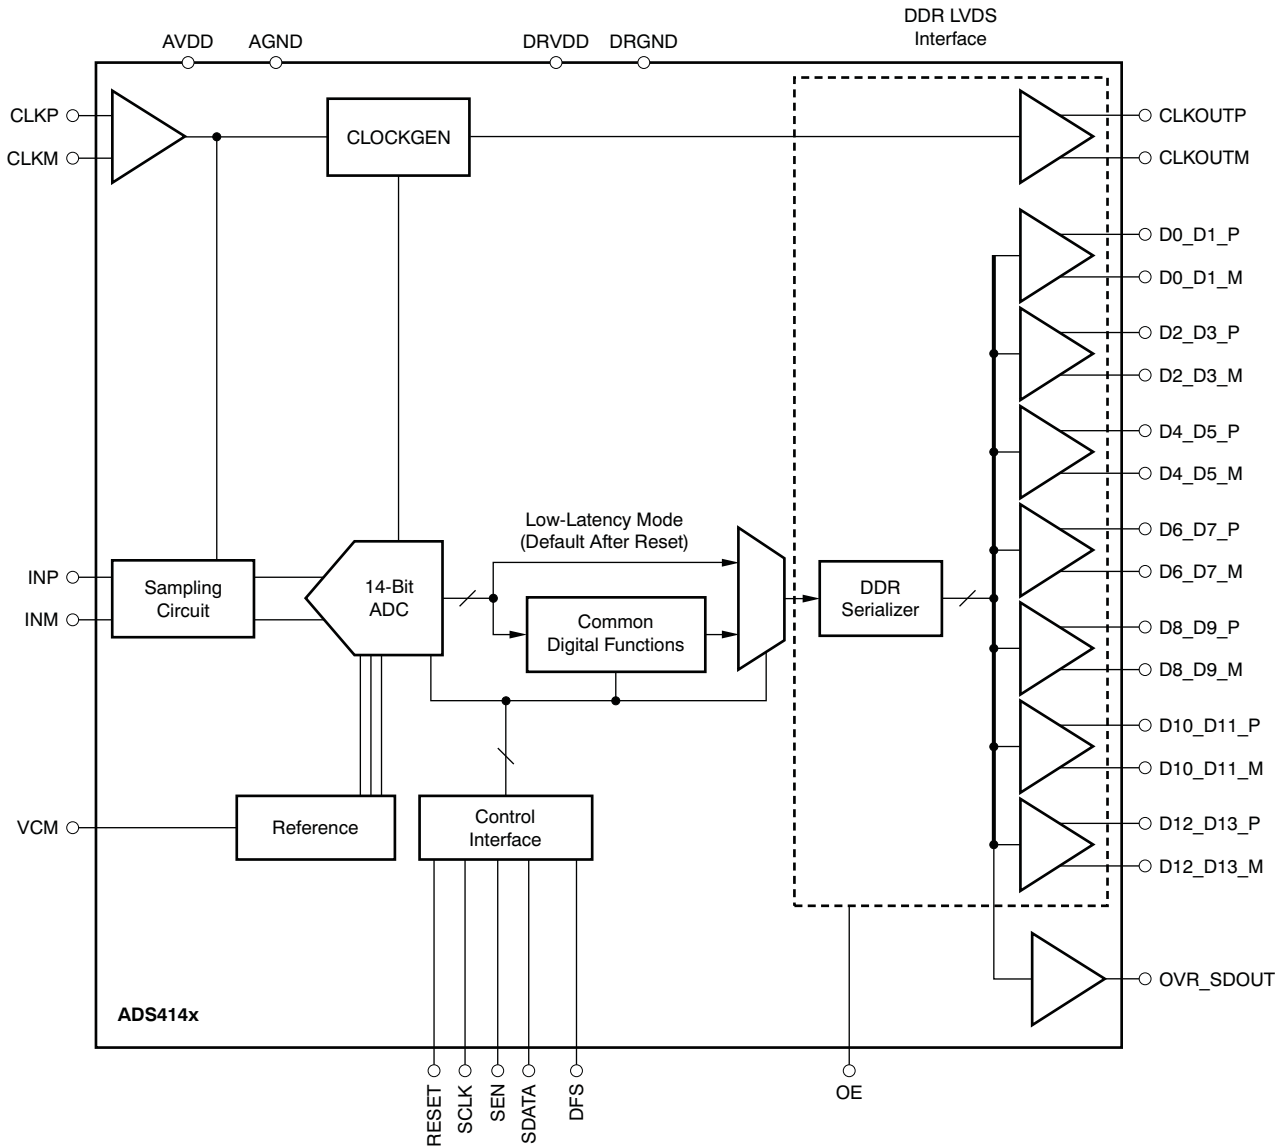 DDR LVDS
Interface
AVDD
AGND
DRVDD
DRGND
CLKP
CLKM
CLOCKGEN
CLKOUTP
CLKOUTM
D0_D1_P
D0_D1_M
D2_D3_P
D2_D3_M
D4_D5_P
D4_D5_M
Low-Latency Mode
(Default After Reset)
D6_D7_P
D6_D7_M
INP
INM
Sampling
Circuit
14-Bit
ADC
Common
Digital Functions
DDR
Serializer
D8_D9_P
D8_D9_M
D10_D11_P
D10_D11_M
VCM
Reference
Control
Interface
D12_D13_P
D12_D13_M
OVR_SDOUT
ADS414x
RESET
SCLK
SEN
SDATA
DFS
OE